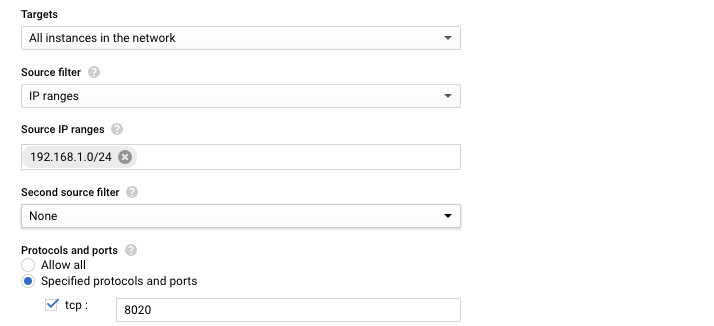 Targets
All instances in the network
Source filter ?
IP ranges
Source IP ranges ?
192.168.1.0/24
Second source filter ?
None
Protocols and ports ?
Allow all
Specified protocols and ports
tcp : 8020